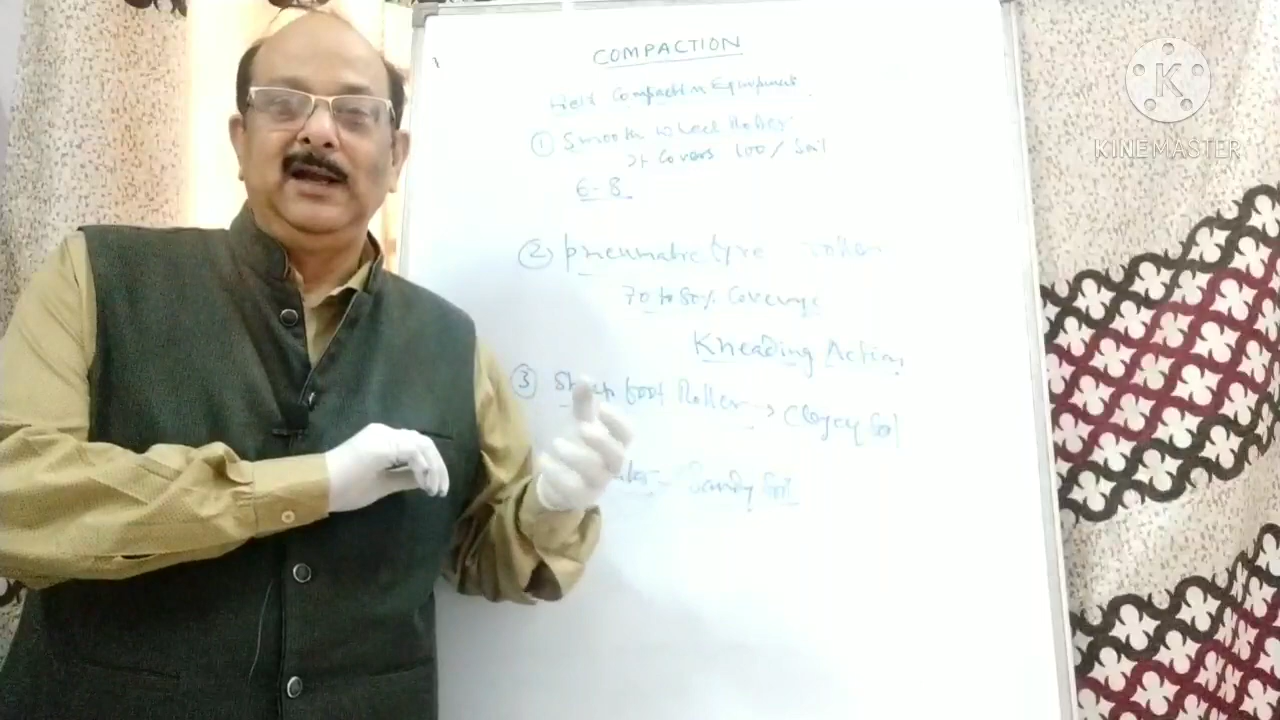 COMPACTION
Field Compaction Equipment
① Smooth wheel Roller
It Covers 100% Soil
6-8
② pneumatic tyre roller
70 to 80% Coverage
Kneading Action
③ foot Roller → Clayey Soil
Sandy Soil
K
KINEMASTER